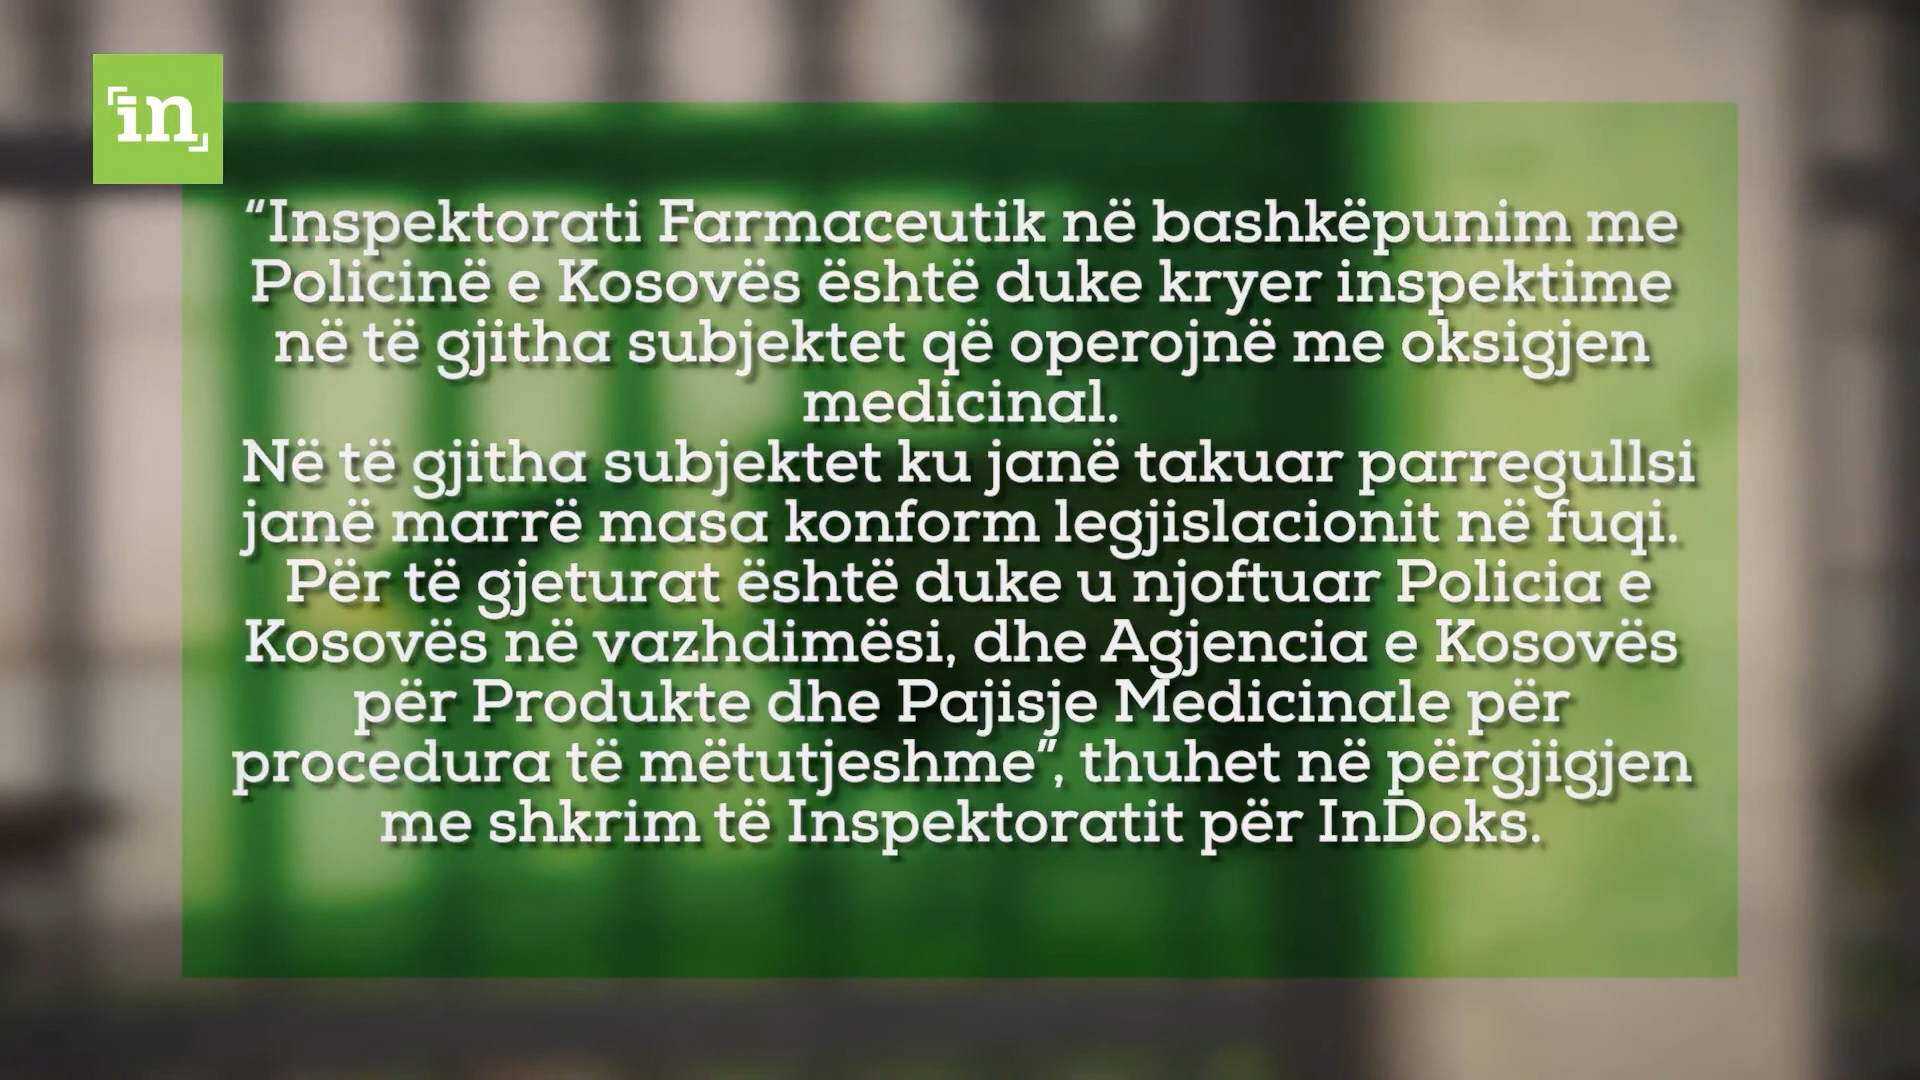 in
“Inspektorati Farmaceutik në bashkëpunim me
Policinë e Kosovës është duke kryer inspektime
në të gjitha subjektet që operojnë me oksigjen
medicinal.
Në të gjitha subjektet ku janë takuar parregullsi
janë marrë masa konform legjislacionit në fuqi.
Për të gjeturat është duke u njoftuar Policia e
Kosovës në vazhdimësi, dhe Agjencia e Kosovës
për Produkte dhe Pajisje Medicinale për
procedura të mëtutjeshme”, thuhet në përgjigjen
me shkrim të Inspektoratit për InDoks.